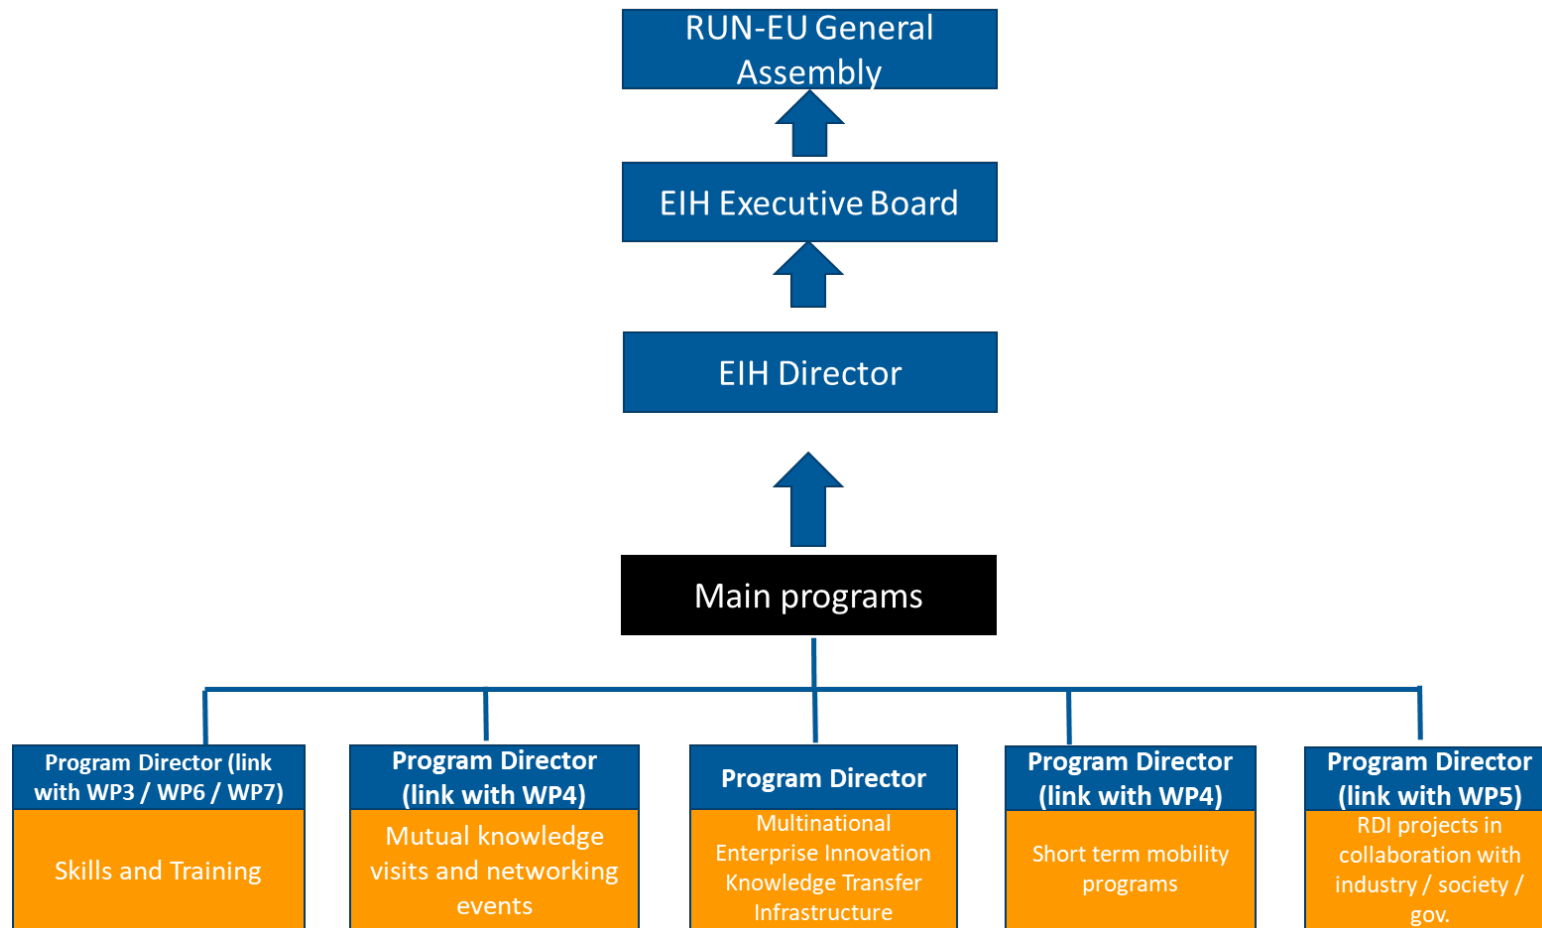 RUN-EU General
Assembly
EIH Executive Board
EIH Director
Main programs
Program Director (link
with WP3 / WP6 / WP7)
Skills and Training
Program Director
(link with WP4)
Mutual knowledge
visits and networking
events
Program Director
Multinational
Enterprise Innovation
Knowledge Transfer
Infrastructure
Program Director
(link with WP4)
Short term mobility
programs
Program Director
(link with WP5)
RDI projects in
collaboration with
industry / society /
gov.